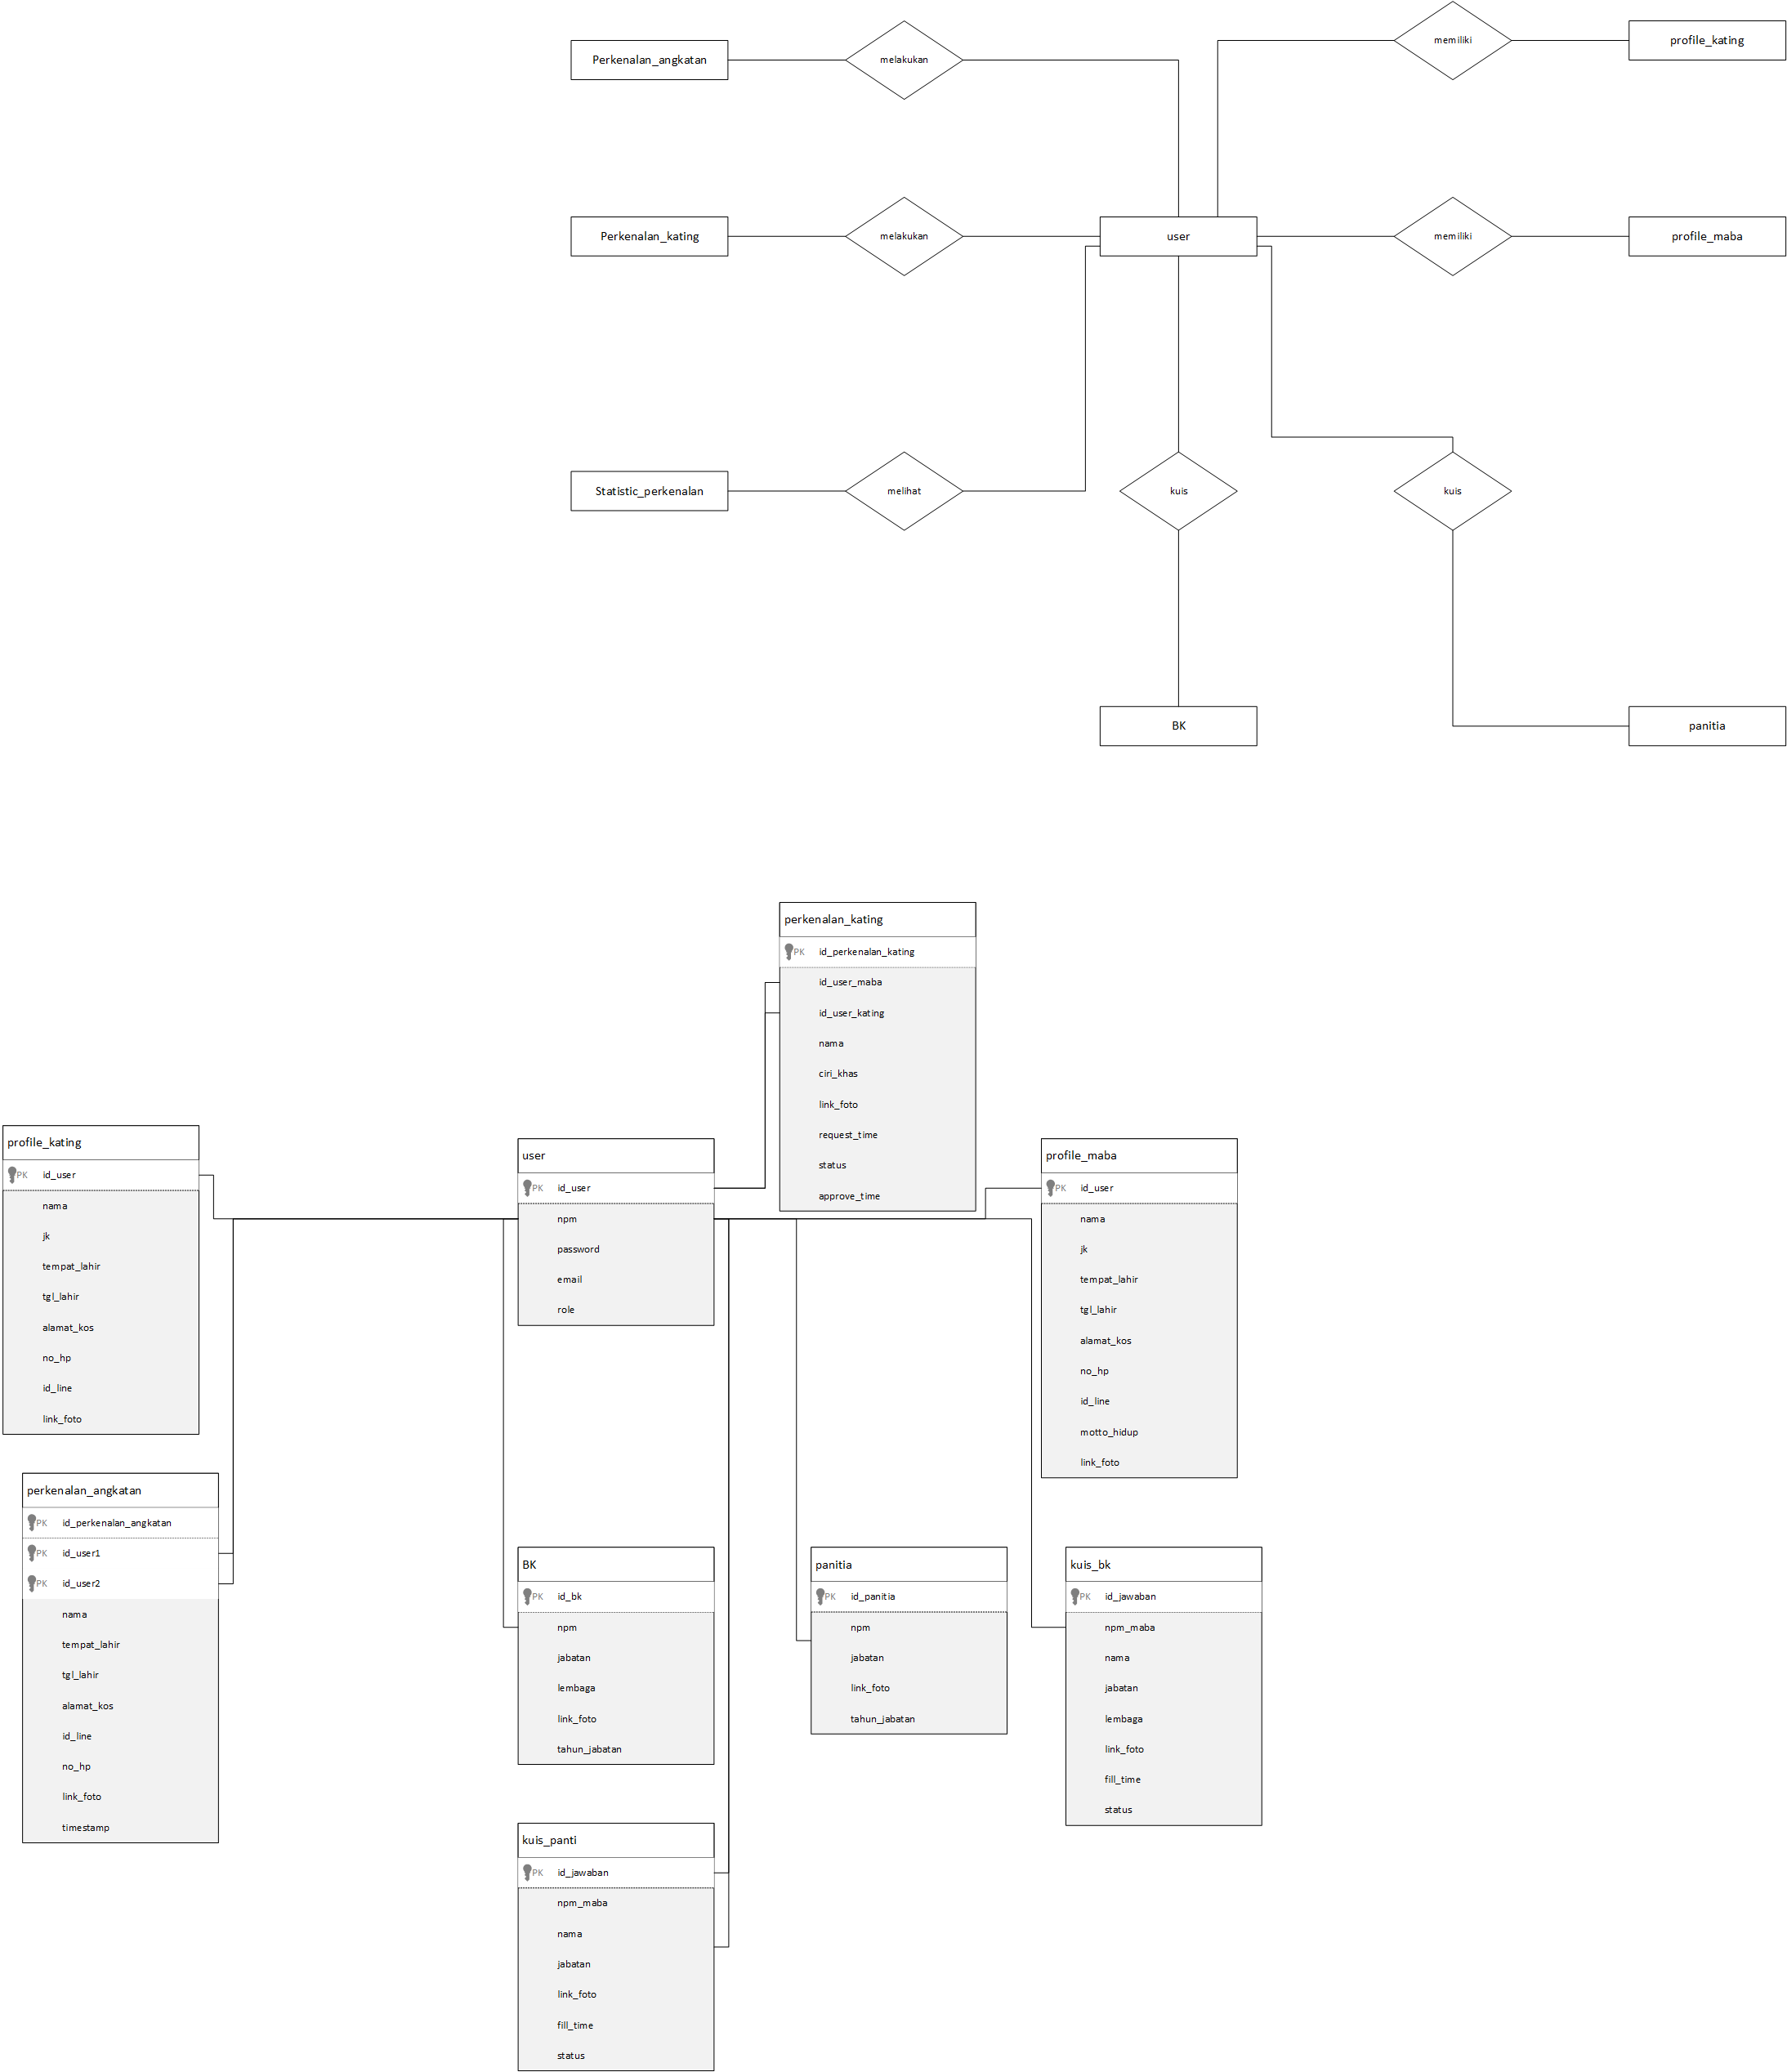 memiliki
profile_kating
Perkenalan_angkatan
melakukan
Perkenalan_kating
melakukan
user
memiliki
profile_maba
Statistic_perkenalan
melihat
kuis
kuis
BK
panitia
perkenalan_kating
PK id_perkenalan_kating
id_user_maba
id_user_kating
nama
ciri_khas
link_foto
request_time
status
approve_time
profile_kating
PK id_user
nama
jk
tempat_lahir
tgl_lahir
alamat_kos
no_hp
id_line
link_foto
user
PK id_user
npm
password
email
role
profile_maba
PK id_user
nama
jk
tempat_lahir
tgl_lahir
alamat_kos
no_hp
id_line
motto_hidup
link_foto
perkenalan_angkatan
PK id_perkenalan_angkatan
PK id_user1
PK id_user2
nama
tempat_lahir
tgl_lahir
alamat_kos
id_line
no_hp
link_foto
timestamp
BK
PK id_bk
npm
jabatan
lembaga
link_foto
tahun_jabatan
panitia
PK id_panitia
npm
jabatan
link_foto
tahun_jabatan
kuis_bk
PK id_jawaban
npm_maba
nama
jabatan
lembaga
link_foto
fill_time
status
kuis_panti
PK id_jawaban
npm_maba
nama
jabatan
link_foto
fill_time
status